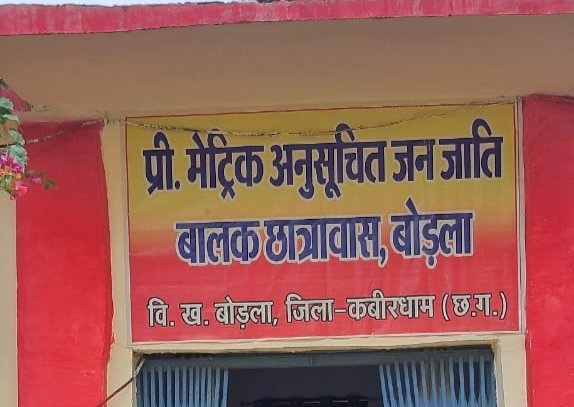 प्री. मेट्रिक अनुसूचित जन जाति
बालक छात्रावास, बोड़ला
वि. ख. बोड़ला, जिला-कबीरधाम (छ.ग.)